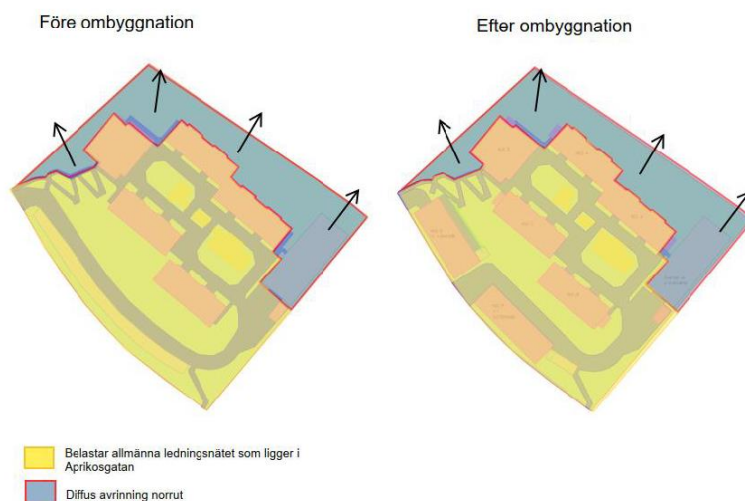 Före ombyggnation
Efter ombyggnation
Belastar allmänna ledningsnätet som ligger i
Aprikosgatan
Diffus avrinning norrut